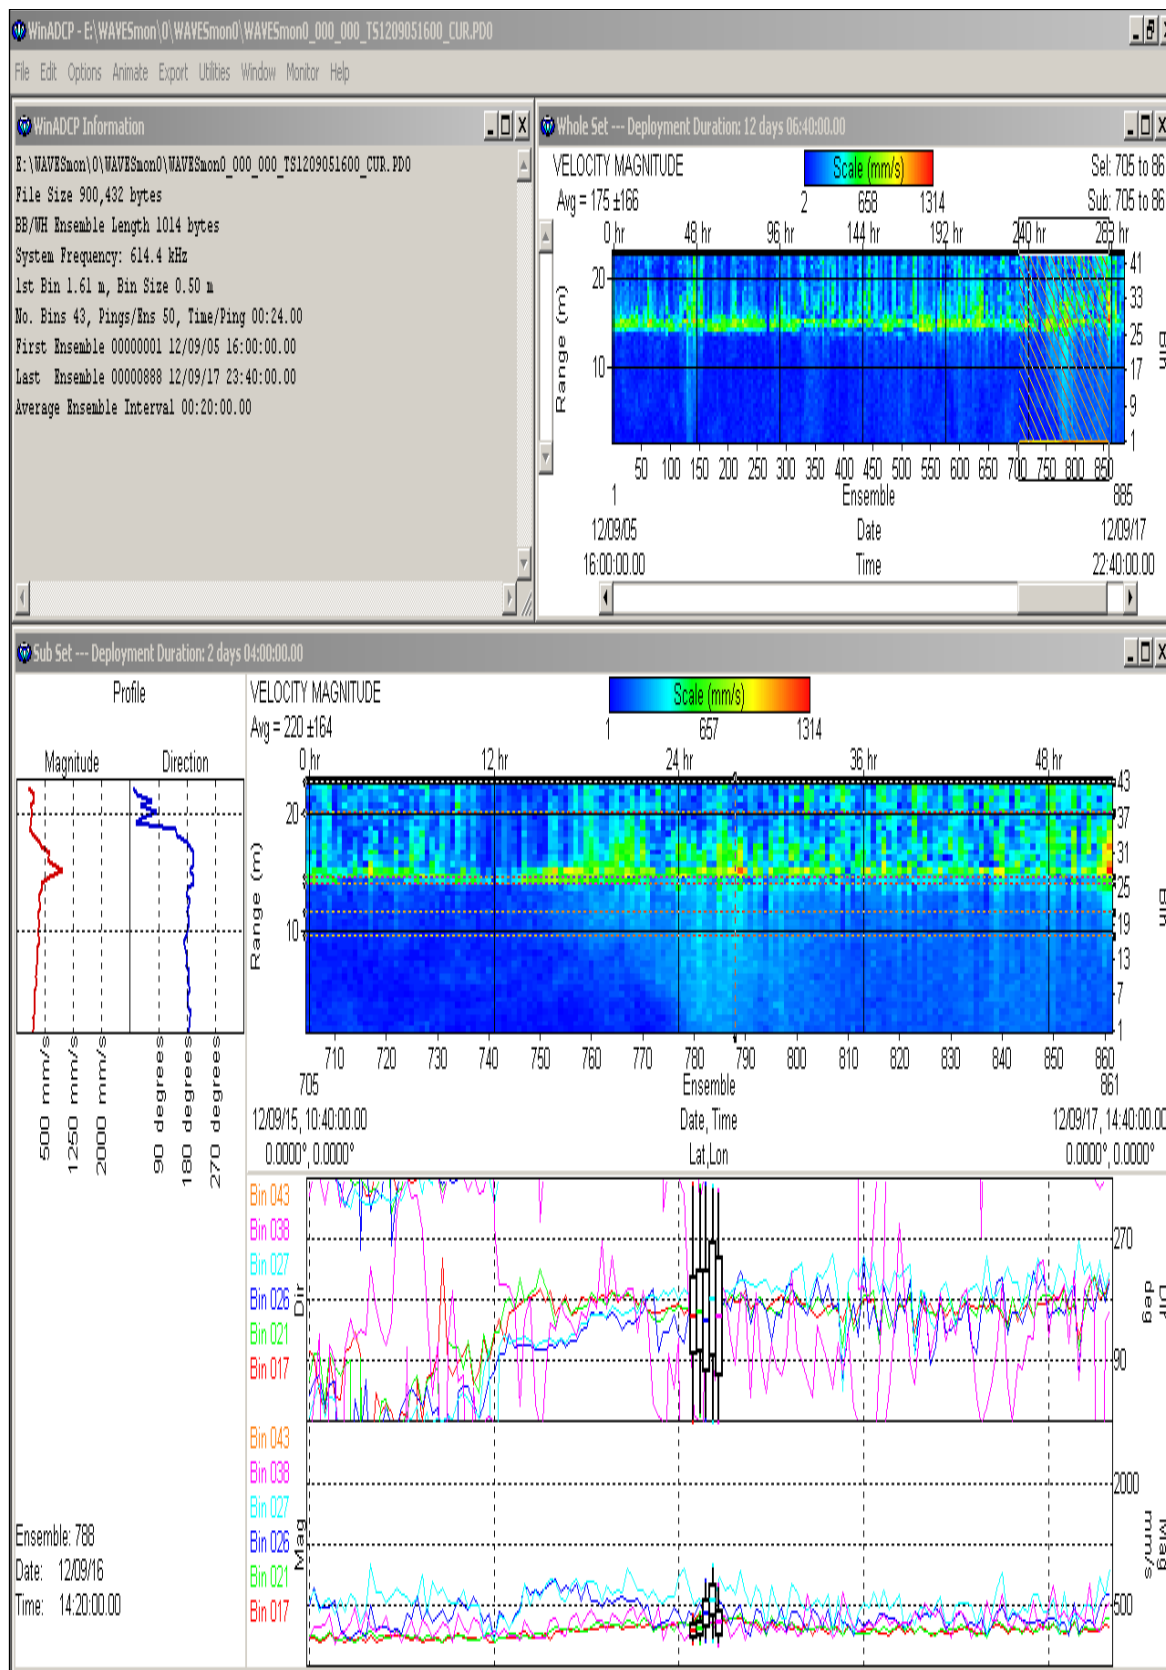 WinADCP - E:\WAVESmon\0\WAVESmon0\WAVESmon0_000_000_TS1209051600_CUR.PD0
File Edit Options Animate Export Utilities Window Monitor Help
WinADCP Information
E:\WAVESmon\0\WAVESmon0\WAVESmon0_000_000_TS1209051600_CUR.PD0
File Size 900,432 bytes
BB/WH Ensemble Length 1014 bytes
System Frequency: 614.4 kHz
1st Bin 1.61 m, Bin Size 0.50 m
No. Bins 43, Pings/Ens 50, Time/Ping 00:24.00
First Ensemble 00000001 12/09/05 16:00:00.00
Last Ensemble 00000888 12/09/17 23:40:00.00
Average Ensemble Interval 00:20:00.00
Whole Set --- Deployment Duration: 12 days 06:40:00.00
VELOCITY MAGNITUDE
Avg = 175 ±166
Scale (mm/s)
2 658 1314
Sel: 705 to 86
Sub: 705 to 86
0 hr 48 hr 96 hr 144 hr 192 hr 240 hr 288 hr
Range (m)
20
10
41
33
25
17
9
1
Bin
50 100 150 200 250 300 350 400 450 500 550 600 650 700 750 800 850
1 Ensemble 885
12/09/05 Date 12/09/17
16:00:00.00 Time 22:40:00.00
Sub Set --- Deployment Duration: 2 days 04:00:00.00
Profile
Magnitude Direction
500 mm/s
1250 mm/s
2000 mm/s
90 degrees
180 degrees
270 degrees
VELOCITY MAGNITUDE
Avg = 220 ±164
Scale (mm/s)
1 657 1314
0 hr 12 hr 24 hr 36 hr 48 hr
Range (m)
20
10
43
37
31
25
19
13
7
1
Bin
710 720 730 740 750 760 770 780 790 800 810 820 830 840 850 860
705 Ensemble 861
12/09/15, 10:40:00.00 Date, Time 12/09/17, 14:40:00.00
0.0000°, 0.0000° Lat,Lon 0.0000°, 0.0000°
Bin 043
Bin 038
Bin 027
Bin 026
Bin 021
Bin 017
Dir
270
90
Dir
deg
Bin 043
Bin 038
Bin 027
Bin 026
Bin 021
Bin 017
Mag
2000
500
Mag
mm/s
Ensemble: 788
Date: 12/09/16
Time: 14:20:00.00